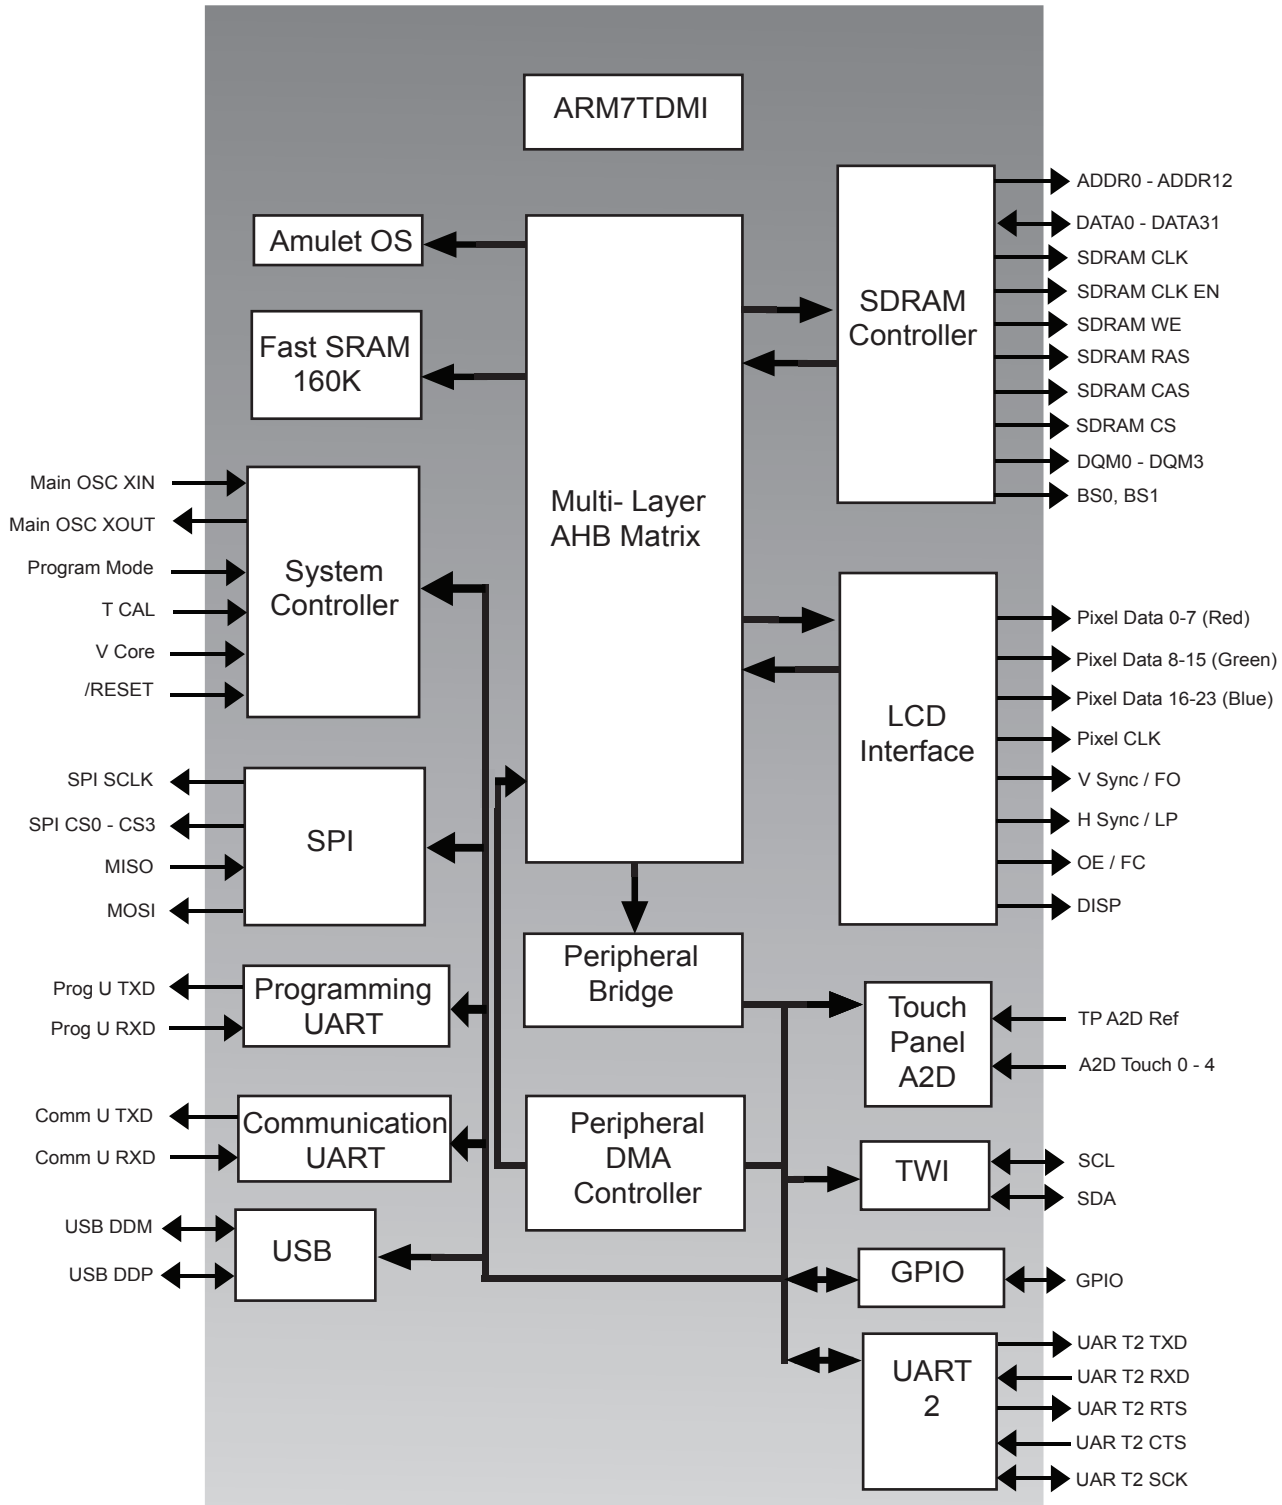 ARM7TDMI
Amulet OS
Fast SRAM
160K
Multi- Layer
AHB Matrix
SDRAM
Controller
ADDR0 - ADDR12
DATA0 - DATA31
SDRAM CLK
SDRAM CLK EN
SDRAM WE
SDRAM RAS
SDRAM CAS
SDRAM CS
DQM0 - DQM3
BS0, BS1
Main OSC XIN
Main OSC XOUT
Program Mode
T CAL
V Core
/RESET
System
Controller
LCD
Interface
Pixel Data 0-7 (Red)
Pixel Data 8-15 (Green)
Pixel Data 16-23 (Blue)
Pixel CLK
V Sync / FO
H Sync / LP
OE / FC
DISP
SPI SCLK
SPI CS0 - CS3
MISO
MOSI
SPI
Peripheral
Bridge
Prog U TXD
Prog U RXD
Programming
UART
Touch
Panel
A2D
TP A2D Ref
A2D Touch 0 - 4
Comm U TXD
Comm U RXD
Communication
UART
Peripheral
DMA
Controller
TWI
SCL
SDA
USB DDM
USB DDP
USB
GPIO
GPIO
UART
2
UAR T2 TXD
UAR T2 RXD
UAR T2 RTS
UAR T2 CTS
UAR T2 SCK